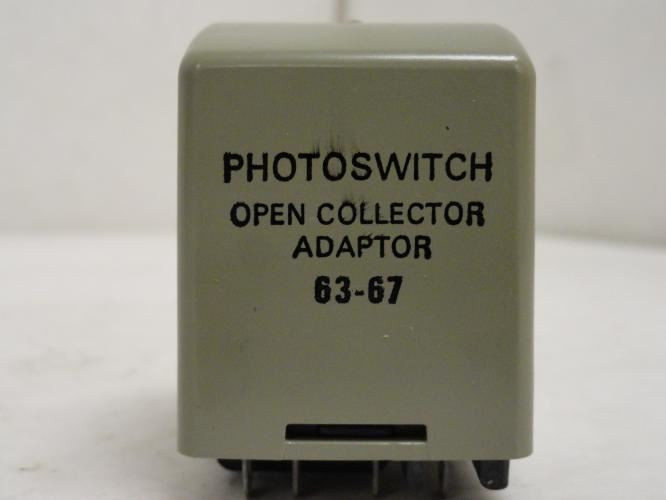 PHOTOSWITCH
OPEN COLLECTOR
ADAPTOR
63-67